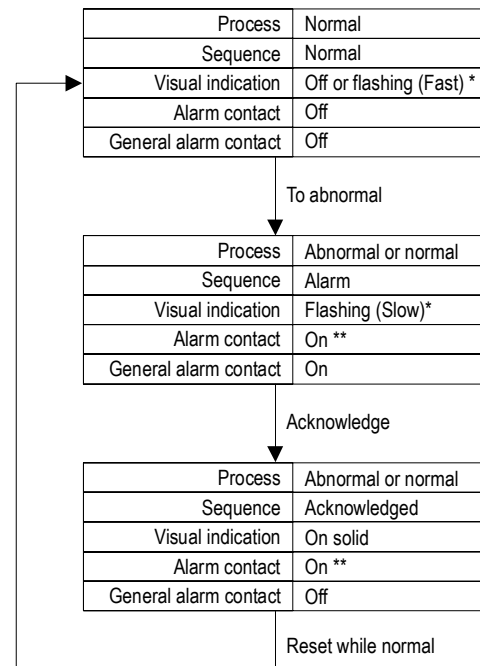 Process Normal
Sequence Normal
Visual indication Off or flashing (Fast) *
Alarm contact Off
General alarm contact Off
To abnormal
Process Abnormal or normal
Sequence Alarm
Visual indication Flashing (Slow)*
Alarm contact On **
General alarm contact On
Acknowledge
Process Abnormal or normal
Sequence Acknowledged
Visual indication On solid
Alarm contact On **
General alarm contact Off
Reset while normal